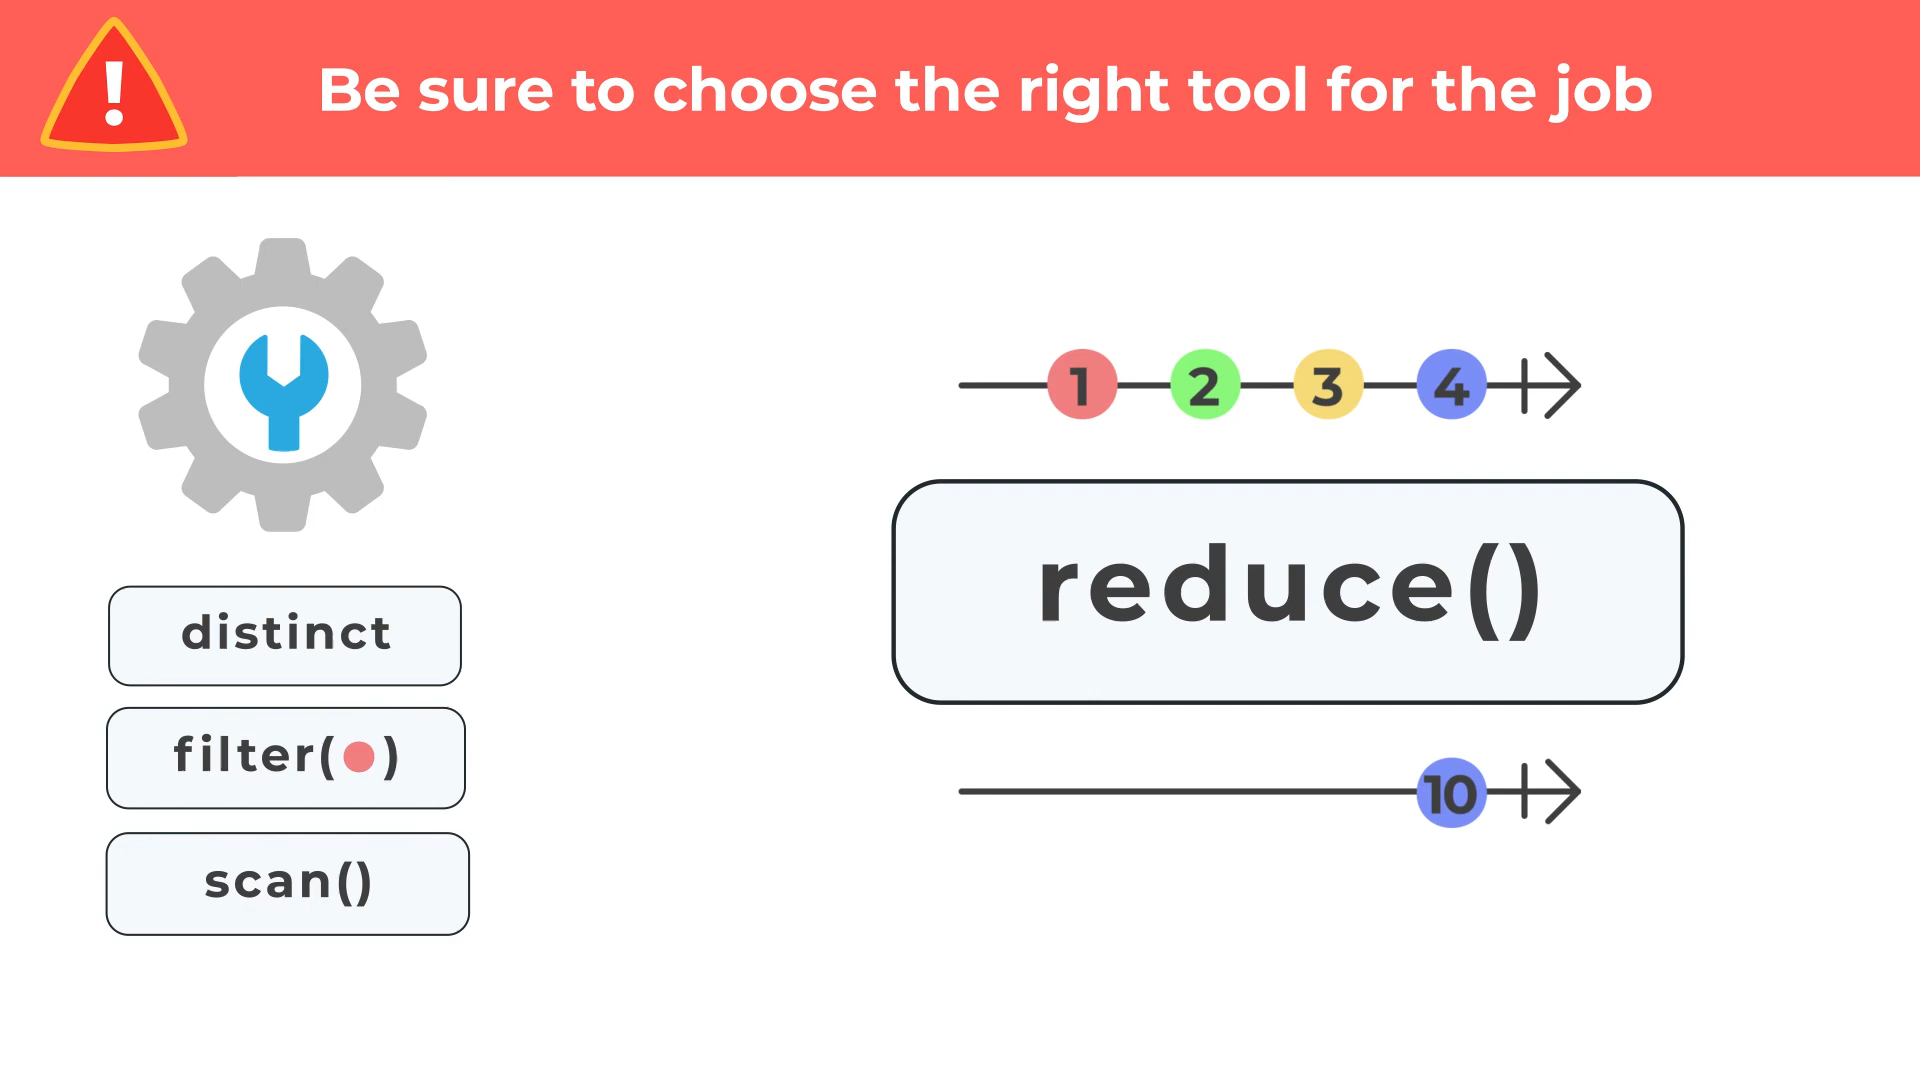 !
Be sure to choose the right tool for the job
1 2 3 4
reduce()
10
distinct
filter( )
scan()